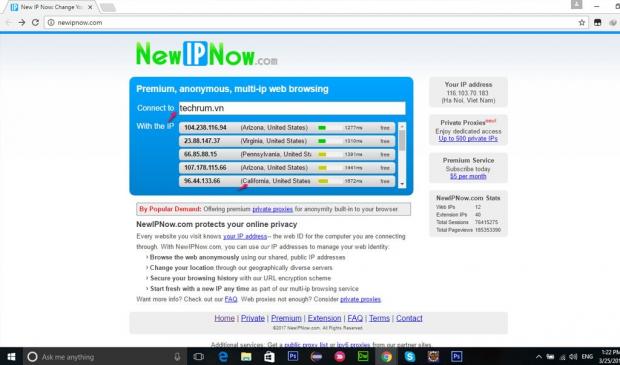 New IP Now: Change Yo
newipnow.com
NewIPNow.com
Premium, anonymous, multi-ip web browsing
Connect to techrum.vn
With the IP
104.238.116.94 (Arizona, United States) 1277ms free
23.88.147.37 (Virginia, United States) 1310ms free
66.85.88.15 (Pennsylvania, United States) 1391ms free
107.178.115.66 (Arizona, United States) 1441ms free
96.44.133.66 (California, United States) 1672ms free
Your IP address
116.103.70.183
(Ha Noi, Viet Nam)
Private Proxies new!
Enjoy dedicated access
Up to 500 private IPs
Premium Service
Subscribe today
$5 per month
NewIPNow.com Stats
Web IPs 12
Extension IPs 40
Total Sessions 76415275
Total Pageviews 185353390
By Popular Demand: Offering premium private proxies for anonymity built-in to your browser
NewIPNow.com protects your online privacy
Every website you visit knows your IP address-- the web ID for the computer you are connecting
through. With NewIPNow.com, you can use our IP addresses to manage your web identity:
› Browse the web anonymously using our shared, public IP addresses
› Change your location through our geographically diverse servers
› Secure your browsing history with our URL encryption scheme
› Start fresh with a new IP any time as part of our multi-ip browsing service
Want more info? Check out our FAQ. Web proxies not enough? Consider private proxies.
Home | Private | Premium | Extension | FAQ | Terms | Contact
©2017 NewIPNow.com. All Rights Reserved.
Additional services: Get a public proxy list or ipv6 proxies from our partner sites.
Ask me anything
1:22 PM
3/25/201